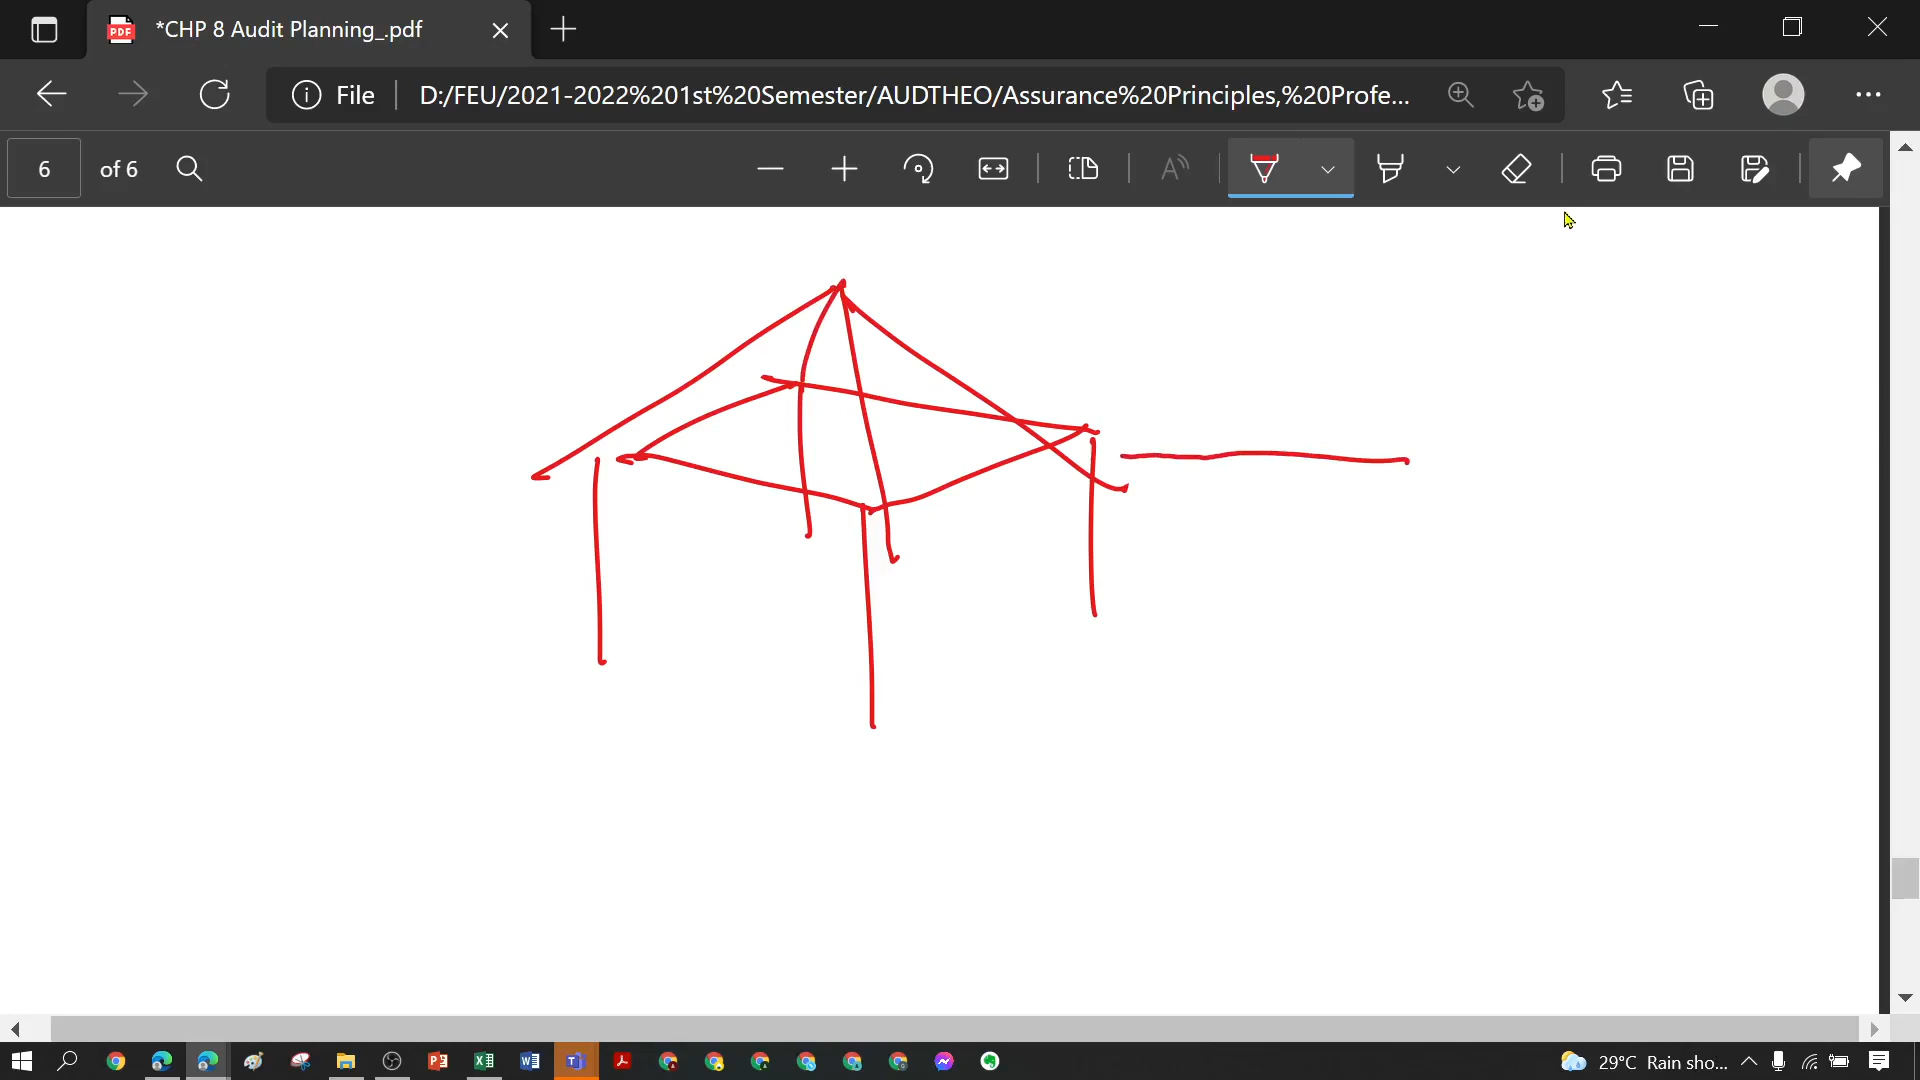 *CHP 8 Audit Planning_.pdf
File D:/FEU/2021-2022%201st%20Semester/AUDTHEO/Assurance%20Principles,%20Profe...
6 of 6
29°C Rain sho...